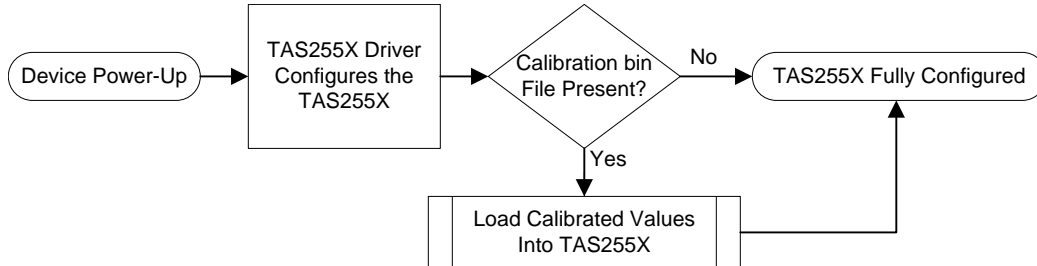 Device Power-Up
TAS255X Driver
Configures the
TAS255X
Calibration bin
File Present?
No
TAS255X Fully Configured
Yes
Load Calibrated Values
Into TAS255X